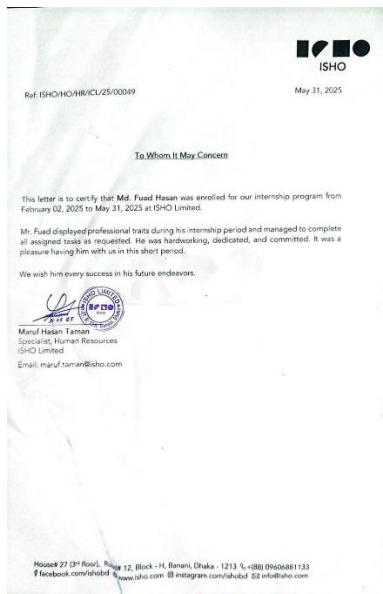 ISHO
Ref: ISHO/HO/HR/ICL/25/00049
May 31, 2025
To Whom It May Concern
This letter is to certify that Md. Fuad Hasan was enrolled for our internship program from
February 02, 2025 to May 31, 2025 at ISHO Limited.
Mr. Fuad displayed professional traits during his internship period and managed to complete
all assigned tasks as requested. He was hardworking, dedicated, and committed. It was a
pleasure having him with us in this short period.
We wish him every success in his future endeavors.
ISHO LIMITED
Maruf Hasan Taman
Specialist, Human Resources
ISHO Limited
Email: maruf.taman@isho.com
House# 27 (3rd floor), Road# 12, Block - H, Banani, Dhaka - 1213 +(88) 09606881133
facebook.com/ishobd www.isho.com instagram.com/ishobd info@isho.com